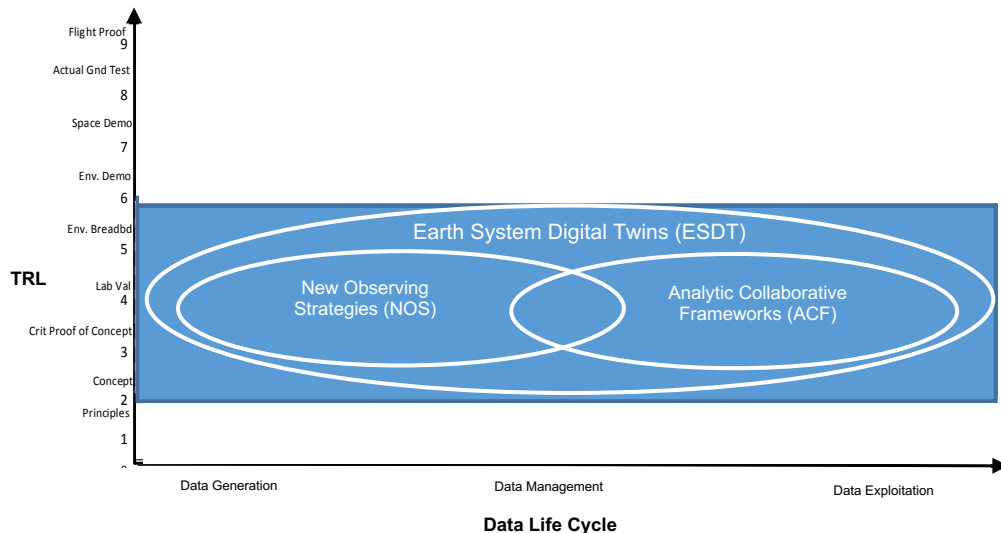 Flight Proof
9
Actual Gnd Test
8
Space Demo
7
Env. Demo
6
Env. Breadbd
5
Earth System Digital Twins (ESDT)
TRL
Lab Val
4
New Observing
Strategies (NOS)
Analytic Collaborative
Frameworks (ACF)
Crit Proof of Concept
3
Concept
2
Principles
1
Data Generation
Data Management
Data Exploitation
Data Life Cycle